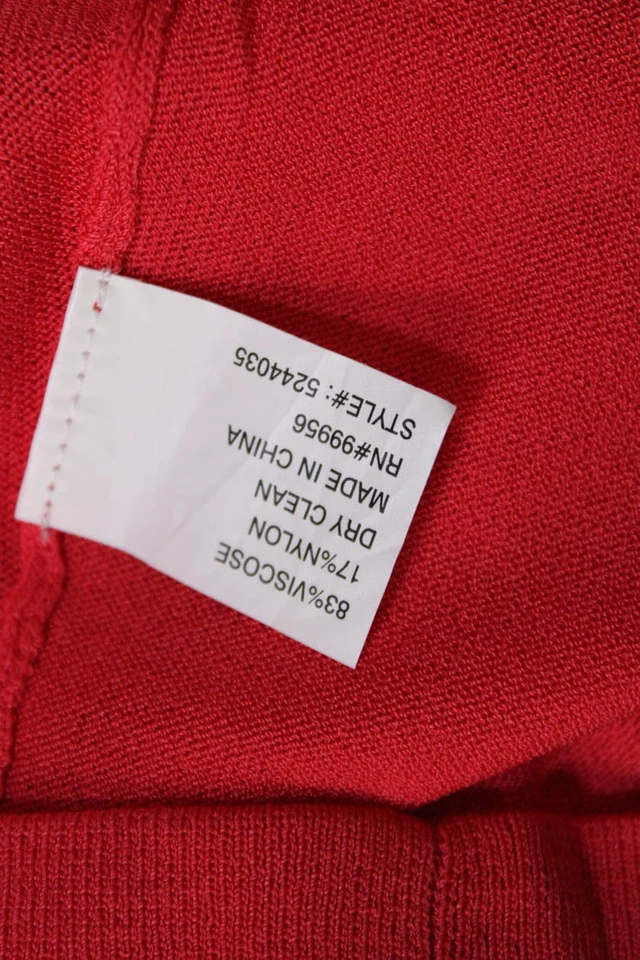 83%VISCOSE
17%NYLON
DRY CLEAN
MADE IN CHINA
RN#99956
STYLE#: 5244035